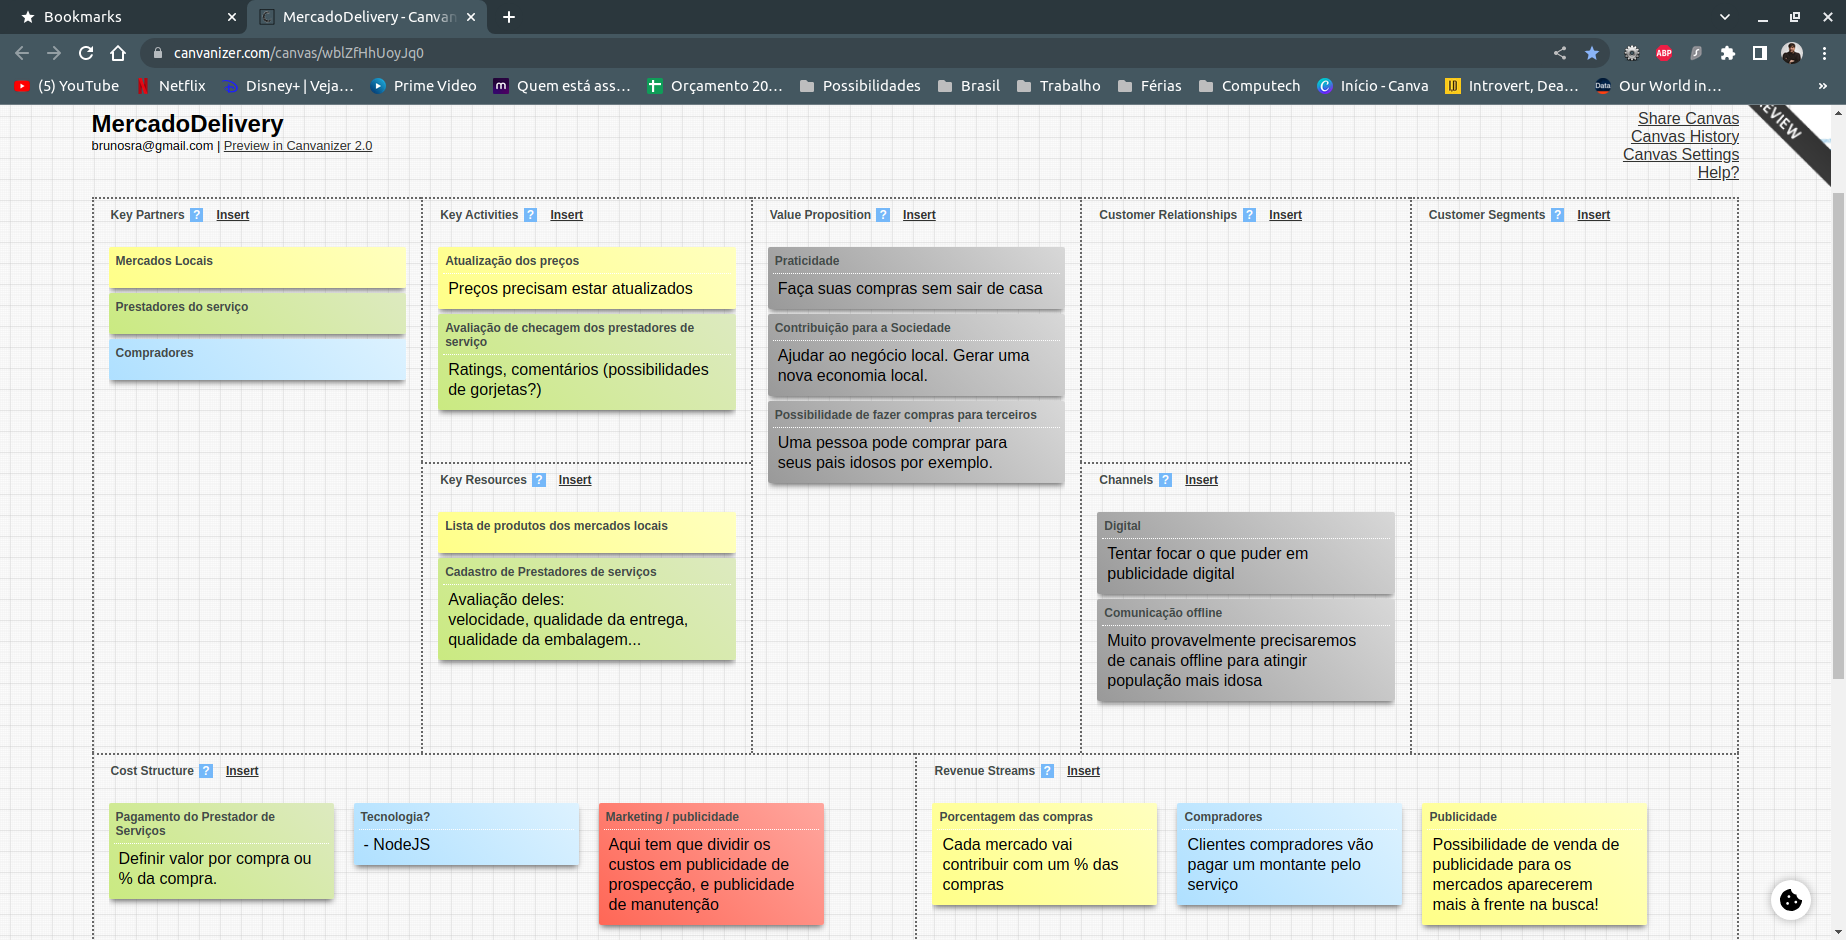 Bookmarks
MercadoDelivery - Canvan
canvanizer.com/canvas/wblZfHhUoyJq0
ABP
(5) YouTube
Netflix
Disney+ | Veja…
Prime Video
Quem está ass…
Orçamento 20…
Possibilidades
Brasil
Trabalho
Férias
Computech
Início - Canva
Introvert, Dea…
Our World in…
»
MercadoDelivery
brunosra@gmail.com | Preview in Canvanizer 2.0
Share Canvas
Canvas History
Canvas Settings
Help?
Key Partners ? Insert
Mercados Locais
Prestadores do serviço
Compradores
Key Activities ? Insert
Atualização dos preços
Preços precisam estar atualizados
Avaliação de checagem dos prestadores de
serviço
Ratings, comentários (possibilidades
de gorjetas?)
Key Resources ? Insert
Lista de produtos dos mercados locais
Cadastro de Prestadores de serviços
Avaliação deles:
velocidade, qualidade da entrega,
qualidade da embalagem...
Value Proposition ? Insert
Praticidade
Faça suas compras sem sair de casa
Contribuição para a Sociedade
Ajudar ao negócio local. Gerar uma
nova economia local.
Possibilidade de fazer compras para terceiros
Uma pessoa pode comprar para
seus pais idosos por exemplo.
Customer Relationships ? Insert
Channels ? Insert
Digital
Tentar focar o que puder em
publicidade digital
Comunicação offline
Muito provavelmente precisaremos
de canais offline para atingir
população mais idosa
Customer Segments ? Insert
Cost Structure ? Insert
Pagamento do Prestador de
Serviços
Definir valor por compra ou
% da compra.
Tecnologia?
- NodeJS
Marketing / publicidade
Aqui tem que dividir os
custos em publicidade de
prospecção, e publicidade
de manutenção
Revenue Streams ? Insert
Porcentagem das compras
Cada mercado vai
contribuir com um % das
compras
Compradores
Clientes compradores vão
pagar um montante pelo
serviço
Publicidade
Possibilidade de venda de
publicidade para os
mercados aparecerem
mais à frente na busca!